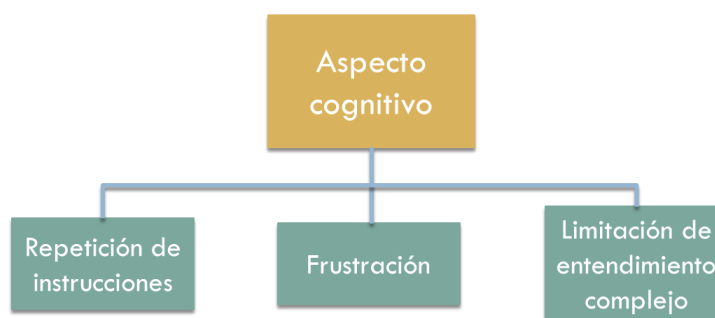 Aspecto
cognitivo
Repetición de
instrucciones
Frustración
Limitación de
entendimiento
complejo